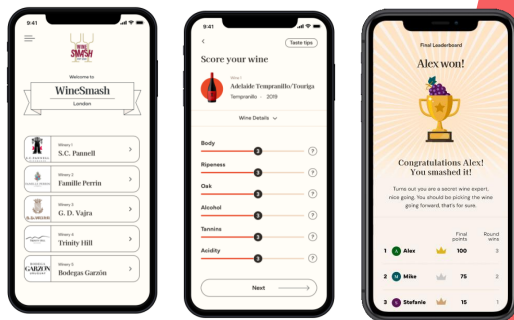 9:41
WINE
SMASH
Welcome to
WineSmash
London
Winery 1
S.C. Pannell
Winery 2
Famille Perrin
Winery 3
G. D. Vajra
Winery 4
Trinity Hill
BODEGA
GARZÓN
Winery 5
Bodegas Garzón
9:41
Taste tips
Score your wine
Wine 1
Adelaide Tempranillo/Touriga
Tempranillo · 2019
Wine Details
Body
3
?
Ripeness
3
?
Oak
3
?
Alcohol
3
?
Tannins
3
?
Acidity
3
?
Next
Final Leaderboard
Alex won!
Congratulations Alex!
You smashed it!
Turns out you are a secret wine expert,
nice going. You should be picking the wine
going forward, that's for sure.
Final points
Round wins
1 A Alex 100 3
2 M Mike 75 2
3 S Stefanie 15 1